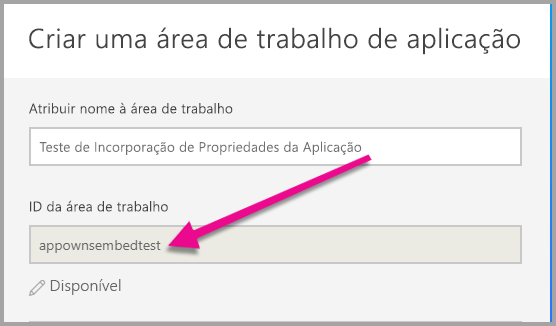 Criar uma área de trabalho de aplicação
Atribuir nome à área de trabalho
Teste de Incorporação de Propriedades da Aplicação
ID da área de trabalho
appownsembedtest
Disponível